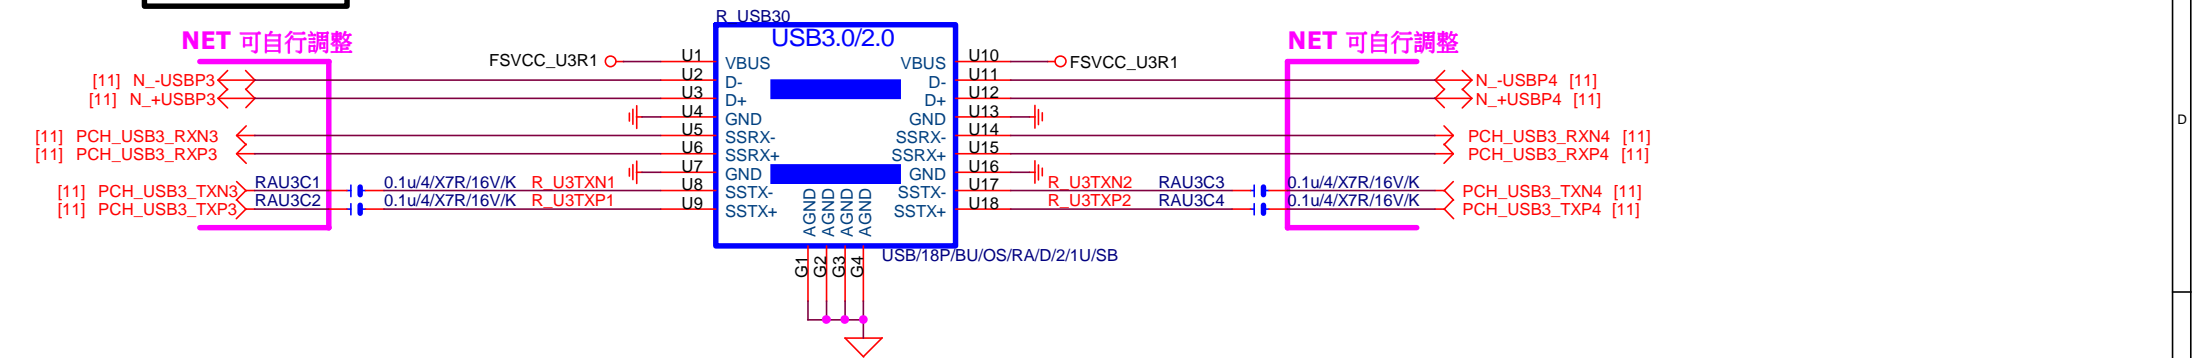 R_USB30
USB3.0/2.0
NET 可自行調整
NET 可自行調整
FSVCC_U3R1
U1
VBUS
VBUS
U10
FSVCC_U3R1
[11] N_-USBP3
U2
D-
D-
U11
N_-USBP4 [11]
[11] N_+USBP3
U3
D+
D+
U12
N_+USBP4 [11]
U4
GND
GND
U13
[11] PCH_USB3_RXN3
U5
SSRX-
SSRX-
U14
PCH_USB3_RXN4 [11]
[11] PCH_USB3_RXP3
U6
SSRX+
SSRX+
U15
PCH_USB3_RXP4 [11]
U7
GND
GND
U16
[11] PCH_USB3_TXN3
RAU3C1
0.1u/4/X7R/16V/K
R_U3TXN1
U8
SSTX-
SSTX-
U17
R_U3TXN2
RAU3C3
0.1u/4/X7R/16V/K
PCH_USB3_TXN4 [11]
[11] PCH_USB3_TXP3
RAU3C2
0.1u/4/X7R/16V/K
R_U3TXP1
U9
SSTX+
SSTX+
U18
R_U3TXP2
RAU3C4
0.1u/4/X7R/16V/K
PCH_USB3_TXP4 [11]
AGND
AGND
AGND
AGND
G1
G2
G3
G4
USB/18P/BU/OS/RA/D/2/1U/SB
D